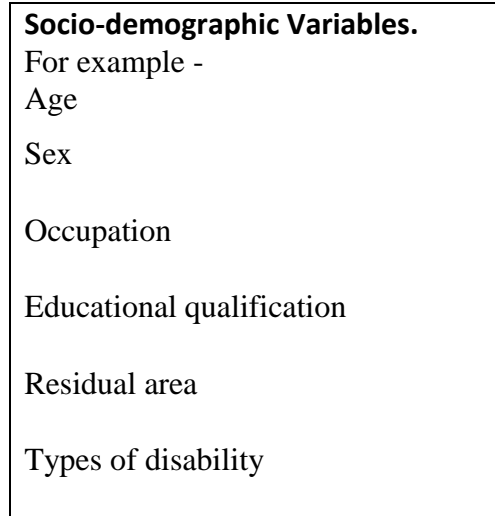 Socio-demographic Variables.
For example -
Age
Sex
Occupation
Educational qualification
Residual area
Types of disability